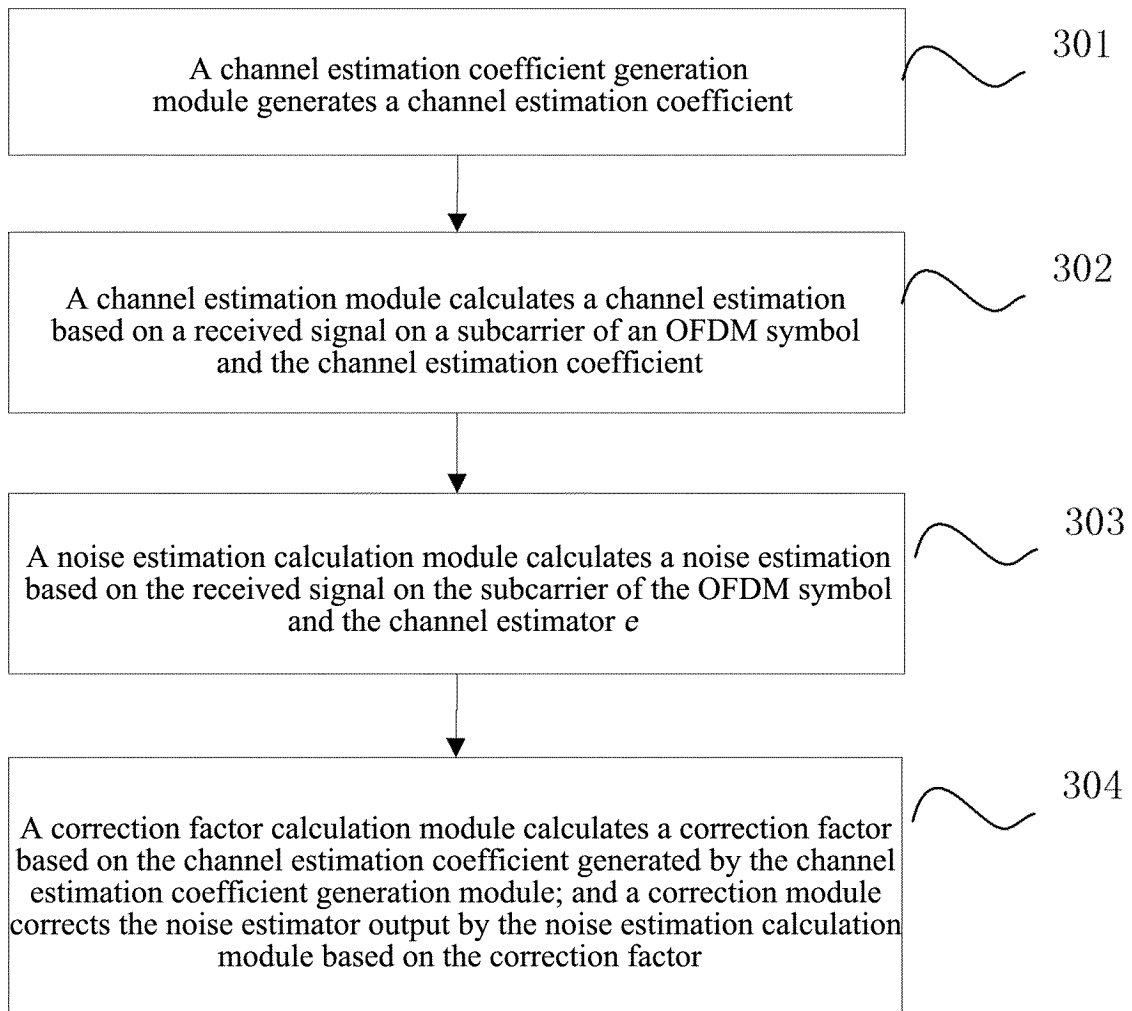 A channel estimation coefficient generation
module generates a channel estimation coefficient
301
A channel estimation module calculates a channel estimation
based on a received signal on a subcarrier of an OFDM symbol
and the channel estimation coefficient
302
A noise estimation calculation module calculates a noise estimation
based on the received signal on the subcarrier of the OFDM symbol
and the channel estimator e
303
A correction factor calculation module calculates a correction factor
based on the channel estimation coefficient generated by the channel
estimation coefficient generation module; and a correction module
corrects the noise estimator output by the noise estimation calculation
module based on the correction factor
304